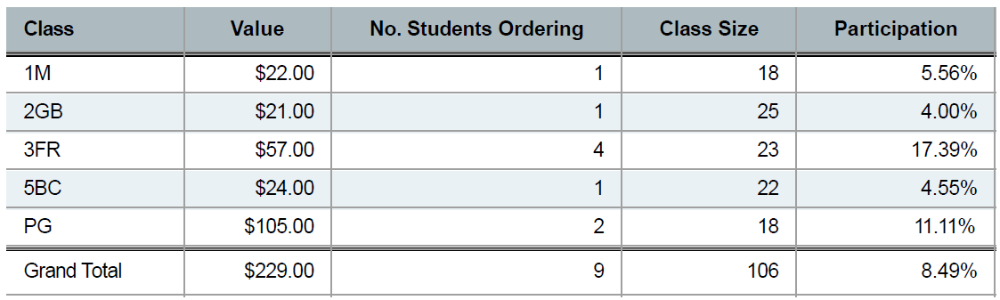 Class Value No. Students Ordering Class Size Participation
1M $22.00 1 18 5.56%
2GB $21.00 1 25 4.00%
3FR $57.00 4 23 17.39%
5BC $24.00 1 22 4.55%
PG $105.00 2 18 11.11%
Grand Total $229.00 9 106 8.49%